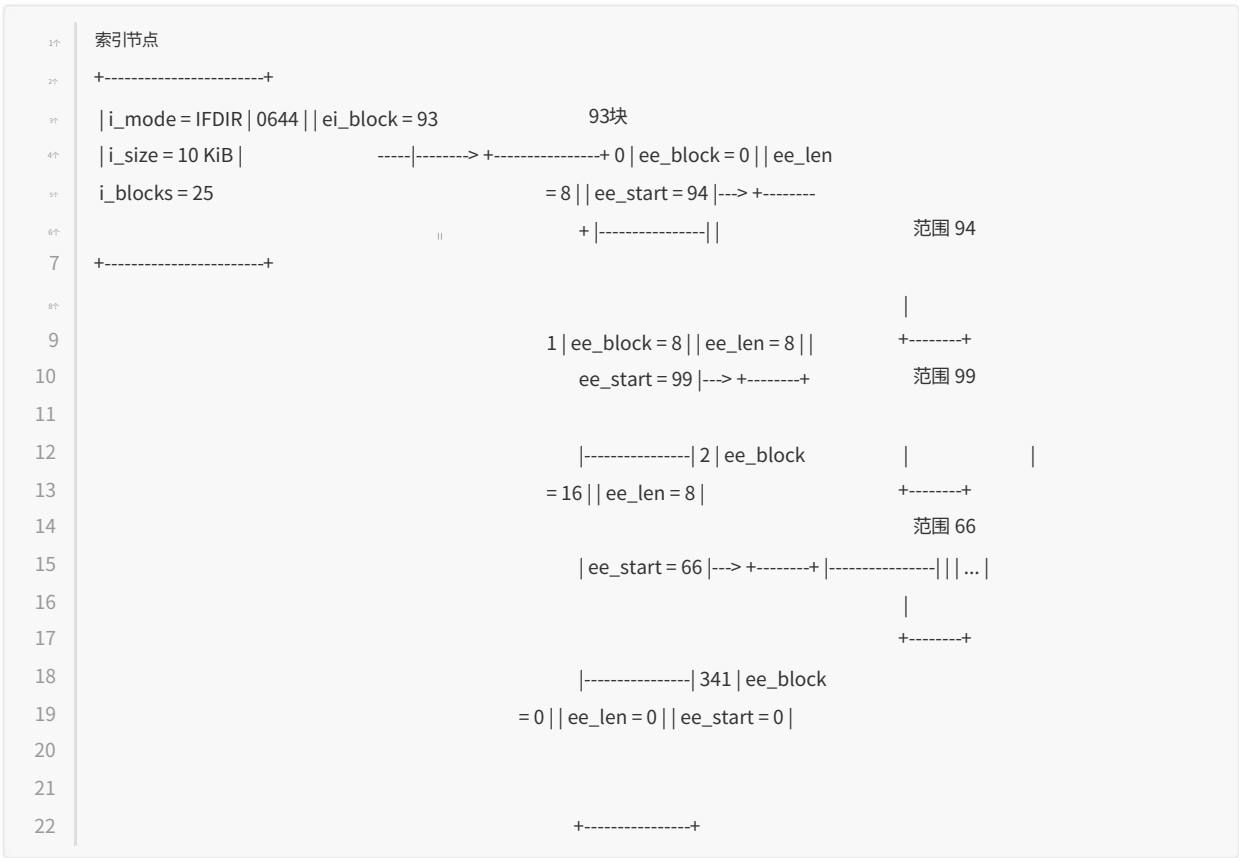 1个 索引节点
2个 +------------------------+
3个 | i_mode = IFDIR | 0644 | | ei_block = 93 93块
4个 | i_size = 10 KiB | -----|--------> +----------------+ 0 | ee_block = 0 | | ee_len
5个 i_blocks = 25 = 8 | | ee_start = 94 |---> +--------
6个 || + |----------------| | 范围 94
7 +------------------------+
8个 |
9 1 | ee_block = 8 | | ee_len = 8 | | +--------+
10 ee_start = 99 |---> +--------+ 范围 99
11
12 |----------------| 2 | ee_block | |
13 = 16 | | ee_len = 8 | +--------+
14 范围 66
15 | ee_start = 66 |---> +--------+ |----------------| | | ... |
16 |
17 +--------+
18 |----------------| 341 | ee_block
19 = 0 | | ee_len = 0 | | ee_start = 0 |
20
21
22 +----------------+